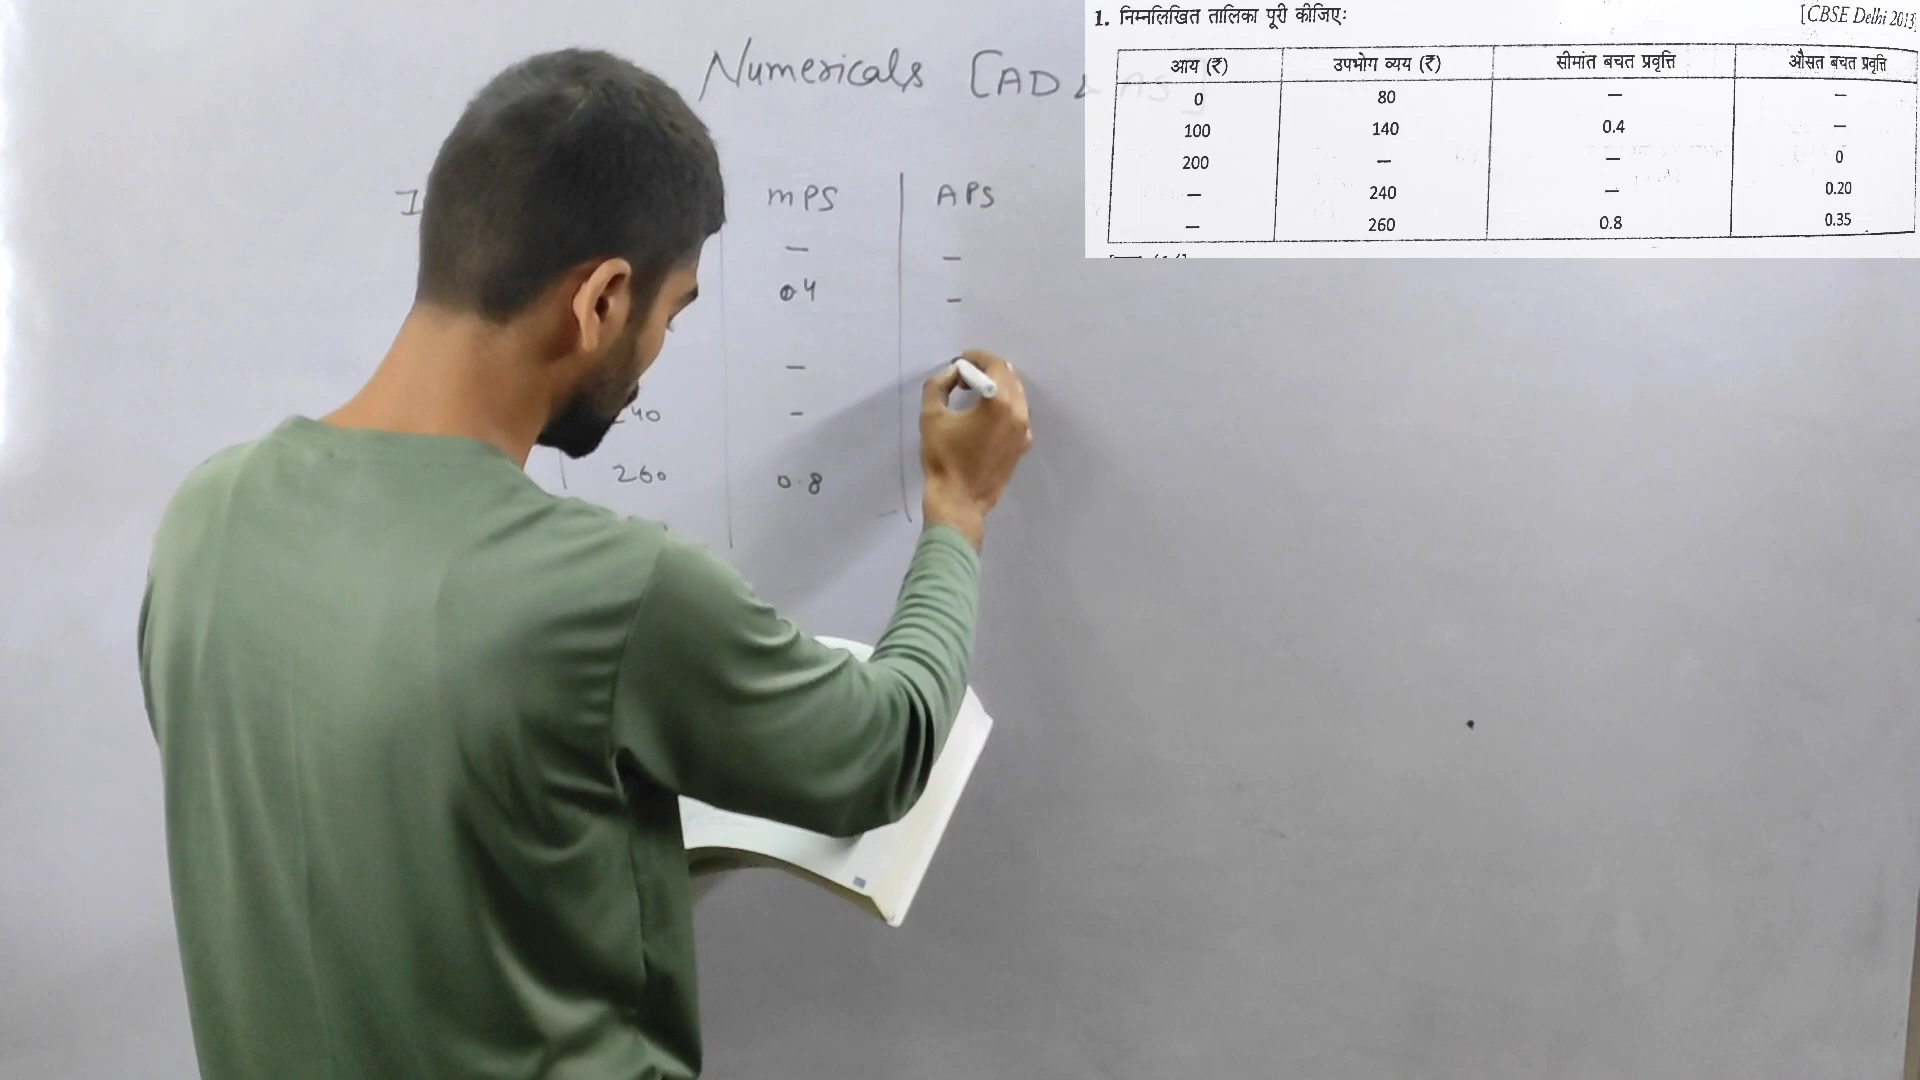 Numericals [AD &
1. निम्नलिखित तालिका पूरी कीजिए: [CBSE Delhi 2013]
आय (₹) उपभोग व्यय (₹) सीमांत बचत प्रवृत्ति औसत बचत प्रवृत्ति
0 80 — —
100 140 0.4 —
200 — — 0
— 240 — 0.20
— 260 0.8 0.35
MPS APS
— —
0.4 —
—
240 -
260 0.8